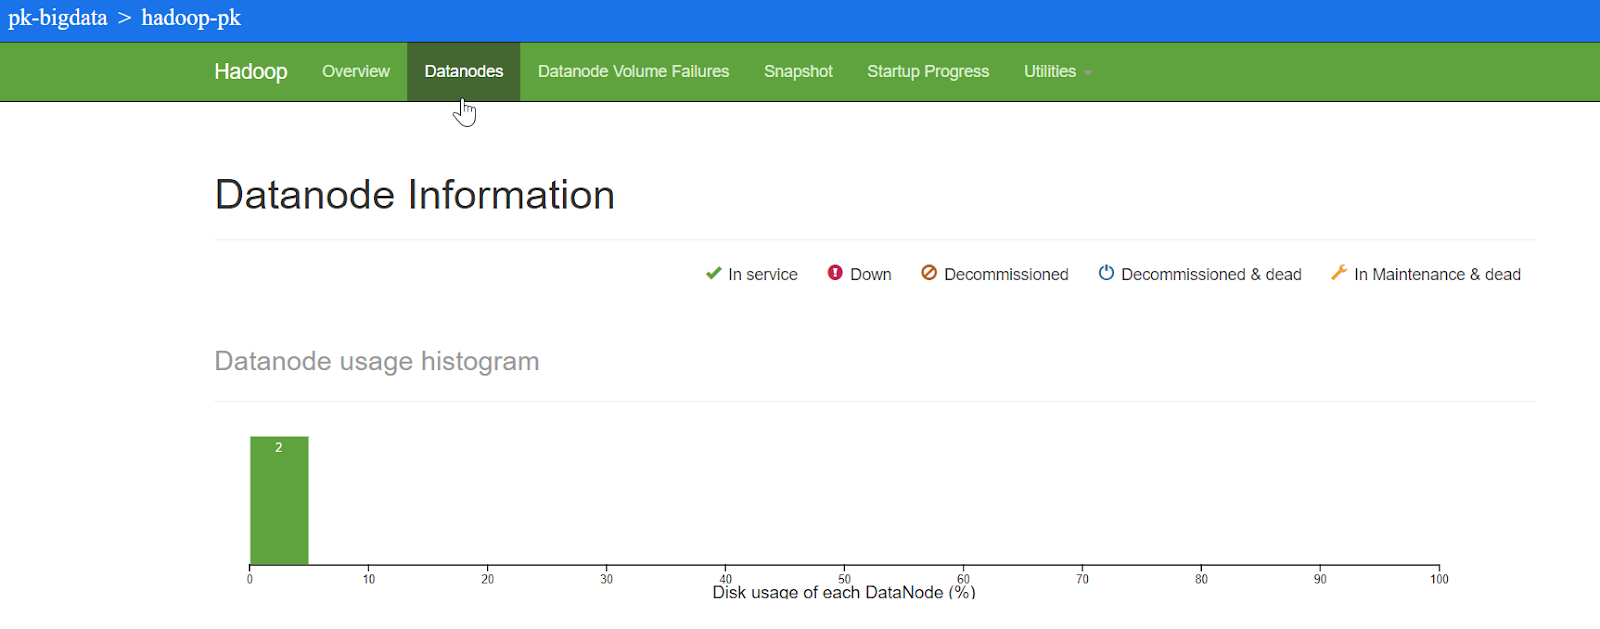 pk-bigdata > hadoop-pk
Hadoop Overview Datanodes Datanode Volume Failures Snapshot Startup Progress Utilities
Datanode Information
In service Down Decommissioned Decommissioned & dead In Maintenance & dead
Datanode usage histogram
2
0 10 20 30 40 50 60 70 80 90 100
Disk usage of each DataNode (%)